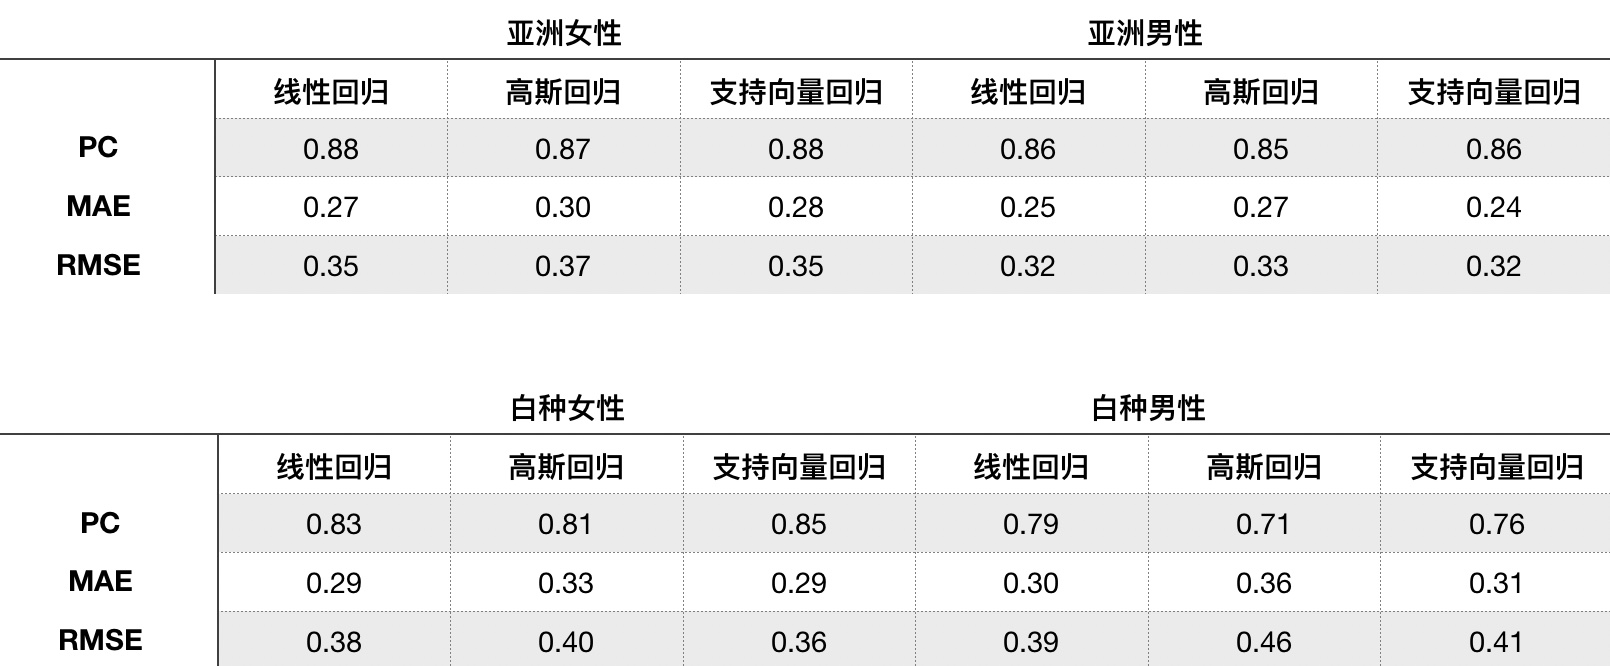 亚洲女性 亚洲男性
线性回归 高斯回归 支持向量回归 线性回归 高斯回归 支持向量回归
PC 0.88 0.87 0.88 0.86 0.85 0.86
MAE 0.27 0.30 0.28 0.25 0.27 0.24
RMSE 0.35 0.37 0.35 0.32 0.33 0.32
白种女性 白种男性
线性回归 高斯回归 支持向量回归 线性回归 高斯回归 支持向量回归
PC 0.83 0.81 0.85 0.79 0.71 0.76
MAE 0.29 0.33 0.29 0.30 0.36 0.31
RMSE 0.38 0.40 0.36 0.39 0.46 0.41